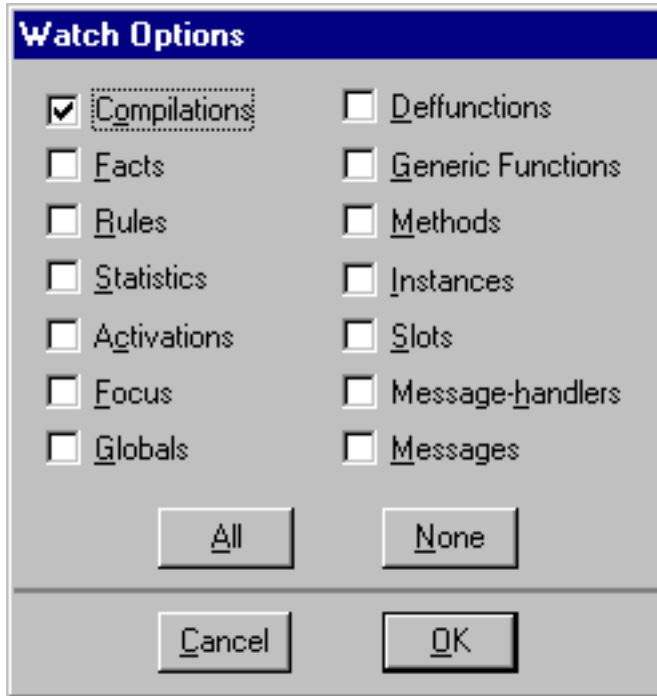 Watch Options
Compilations Deffunctions
Facts Generic Functions
Rules Methods
Statistics Instances
Activations Slots
Focus Message-handlers
Globals Messages
All None
Cancel OK